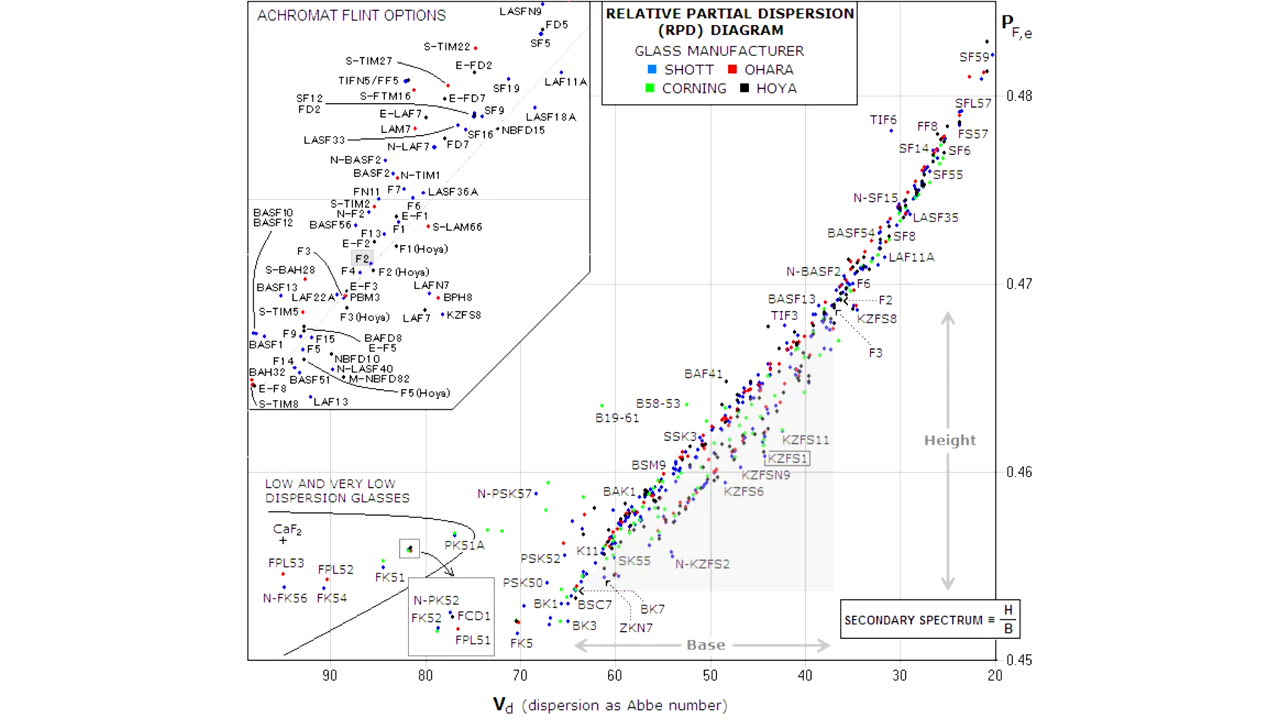 ACHROMAT FLINT OPTIONS
LASFN9
FD5
SF5
S-TIM22
S-TIM27
E-FD2
TIFN5/FF5
SF19
LAF11A
S-FTM16
E-FD7
SF12
FD2
SF9
E-LAF7
LASF18A
LAM7
SF16
NBFD15
LASF33
N-LAF7
FD7
N-BASF2
BASF2
N-TIM1
FN11
F7
LASF36A
S-TIM2
F6
N-F2
E-F1
BASF10
BASF12
BASF56
F1
S-LAM66
F13
E-F2
F1(Hoya)
F3
F2
S-BAH28
F4
F2(Hoya)
BASF13
E-F3
LAFN7
LAF22A
PBM3
BPH8
S-TIM5
F3(Hoya)
LAF7
KZFS8
F9
F15
BAFD8
BASF1
E-F5
F5
F14
NBFD10
BAH32
N-LASF40
BASF51
M-NBFD82
E-F8
F5(Hoya)
S-TIM8
LAF13
RELATIVE PARTIAL DISPERSION
(RPD) DIAGRAM
GLASS MANUFACTURER
SHOTT
OHARA
CORNING
HOYA
PF,e
SF59
0.48
SFL57
TIF6
FF8
FS57
SF14
SF6
SF55
N-SF15
LASF35
BASF54
SF8
LAF11A
N-BASF2
0.47
F6
BASF13
F2
TIF3
KZFS8
F3
BAF41
B58-53
B19-61
SSK3
KZFS11
Height
BSM9
KZFS1
0.46
KZFSN9
N-PSK57
BAK1
KZFS6
LOW AND VERY LOW
DISPERSION GLASSES
CaF2
PK51A
K11
PSK52
SK55
N-KZFS2
FPL53
FPL52
FK51
N-FK56
FK54
PSK50
N-PK52
FK52
FCD1
FPL51
BK1
BSC7
BK7
BK3
ZKN7
FK5
Base
SECONDARY SPECTRUM ≡ H
B
0.45
90
80
70
60
50
40
30
20
Vd (dispersion as Abbe number)